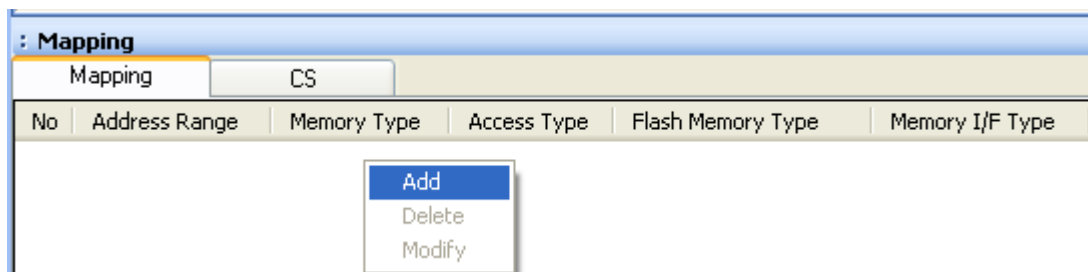 : Mapping
Mapping CS
No Address Range Memory Type Access Type Flash Memory Type Memory I/F Type
Add
Delete
Modify